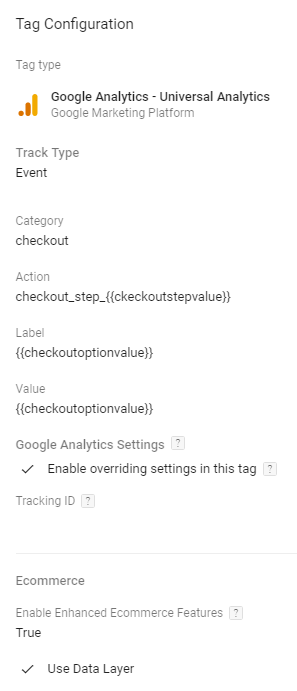 Tag Configuration
Tag type
Google Analytics - Universal Analytics
Google Marketing Platform
Track Type
Event
Category
checkout
Action
checkout_step_{{ckeckoutstepvalue}}
Label
{{checkoutoptionvalue}}
Value
{{checkoutoptionvalue}}
Google Analytics Settings ?
Enable overriding settings in this tag ?
Tracking ID ?
Ecommerce
Enable Enhanced Ecommerce Features ?
True
Use Data Layer